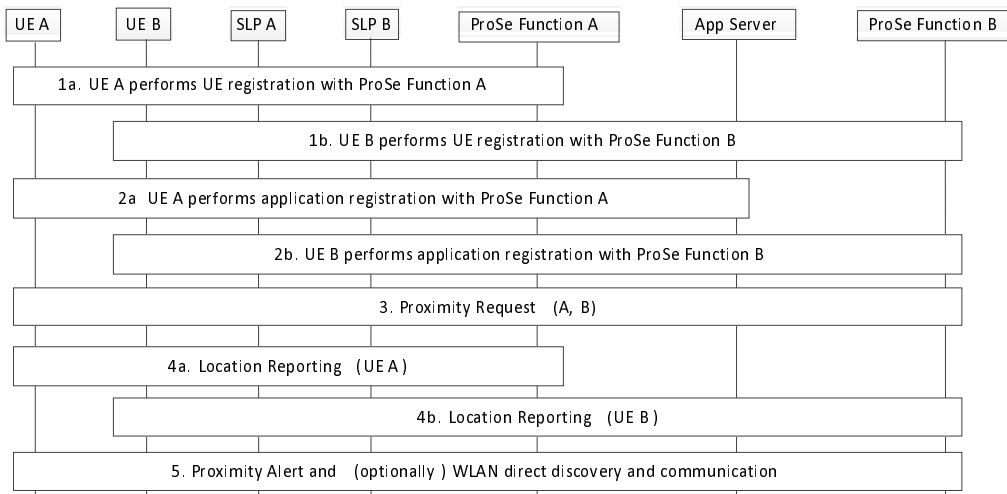 UE A
UE B
SLP A
SLP B
ProSe Function A
App Server
ProSe Function B
1a. UE A performs UE registration with ProSe Function A
1b. UE B performs UE registration with ProSe Function B
2a UE A performs application registration with ProSe Function A
2b. UE B performs application registration with ProSe Function B
3. Proximity Request (A, B)
4a. Location Reporting (UE A)
4b. Location Reporting (UE B)
5. Proximity Alert and (optionally) WLAN direct discovery and communication